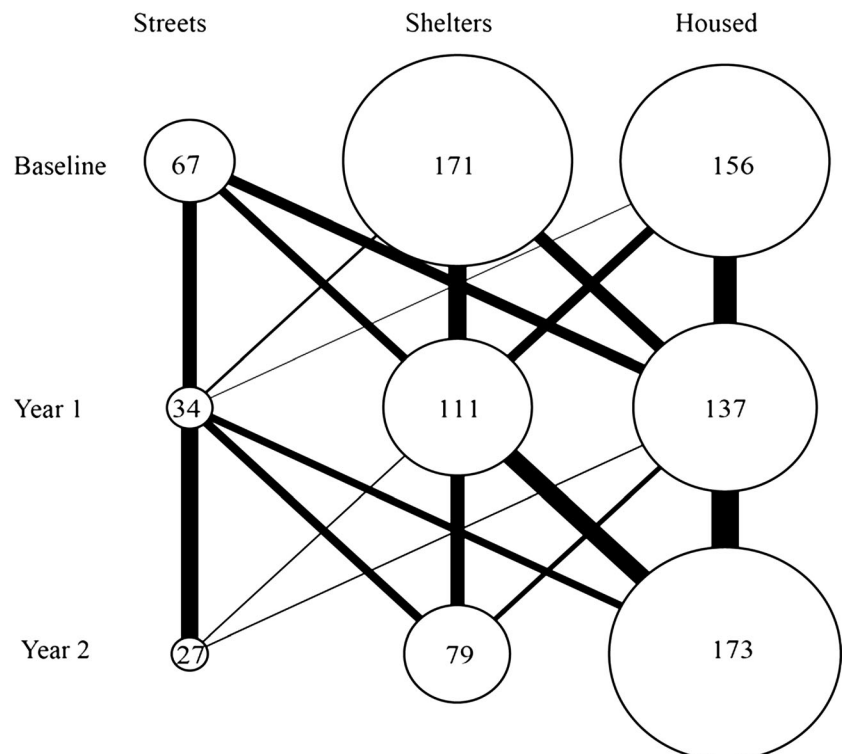 Streets Shelters Housed
Baseline 67 171 156
Year 1 34 111 137
Year 2 27 79 173